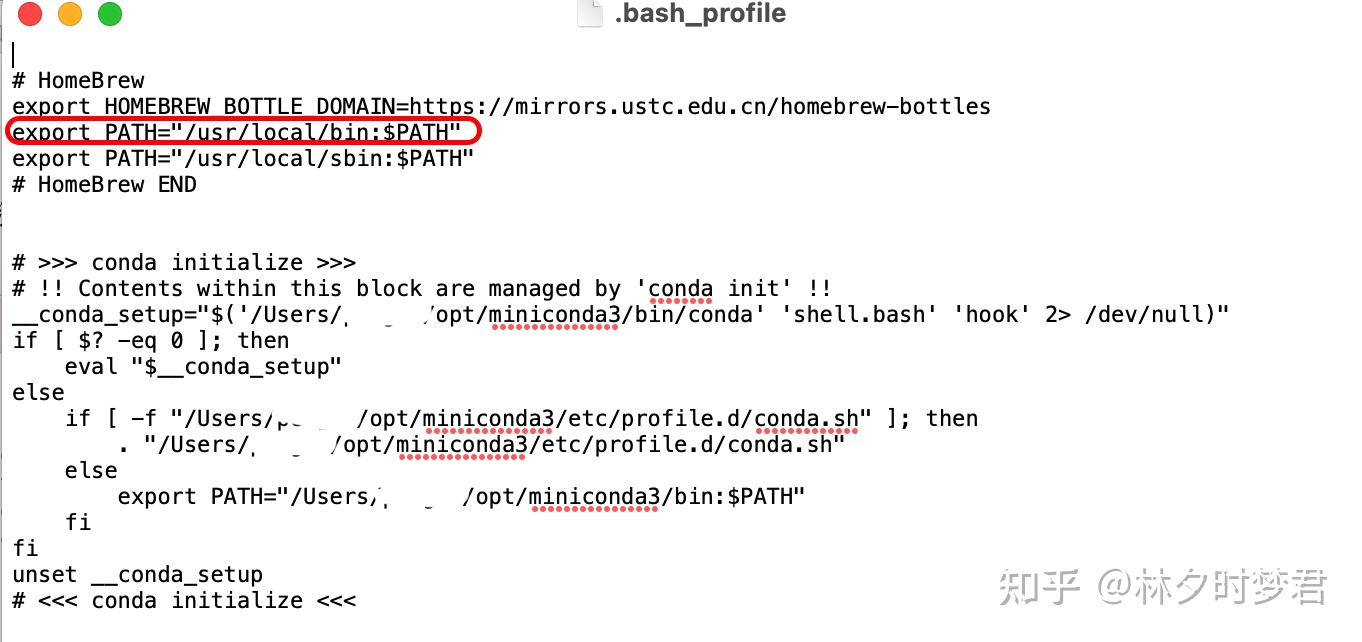 .bash_profile
# HomeBrew
export HOMEBREW_BOTTLE_DOMAIN=https://mirrors.ustc.edu.cn/homebrew-bottles
export PATH="/usr/local/bin:$PATH"
export PATH="/usr/local/sbin:$PATH"
# HomeBrew END
# >>> conda initialize >>>
# !! Contents within this block are managed by 'conda init' !!
__conda_setup="$('/Users/ /opt/miniconda3/bin/conda' 'shell.bash' 'hook' 2> /dev/null)"
if [ $? -eq 0 ]; then
    eval "$__conda_setup"
else
    if [ -f "/Users/ /opt/miniconda3/etc/profile.d/conda.sh" ]; then
        . "/Users/ /opt/miniconda3/etc/profile.d/conda.sh"
    else
        export PATH="/Users/ /opt/miniconda3/bin:$PATH"
    fi
fi
unset __conda_setup
# <<< conda initialize <<<
知乎 @林夕时梦君